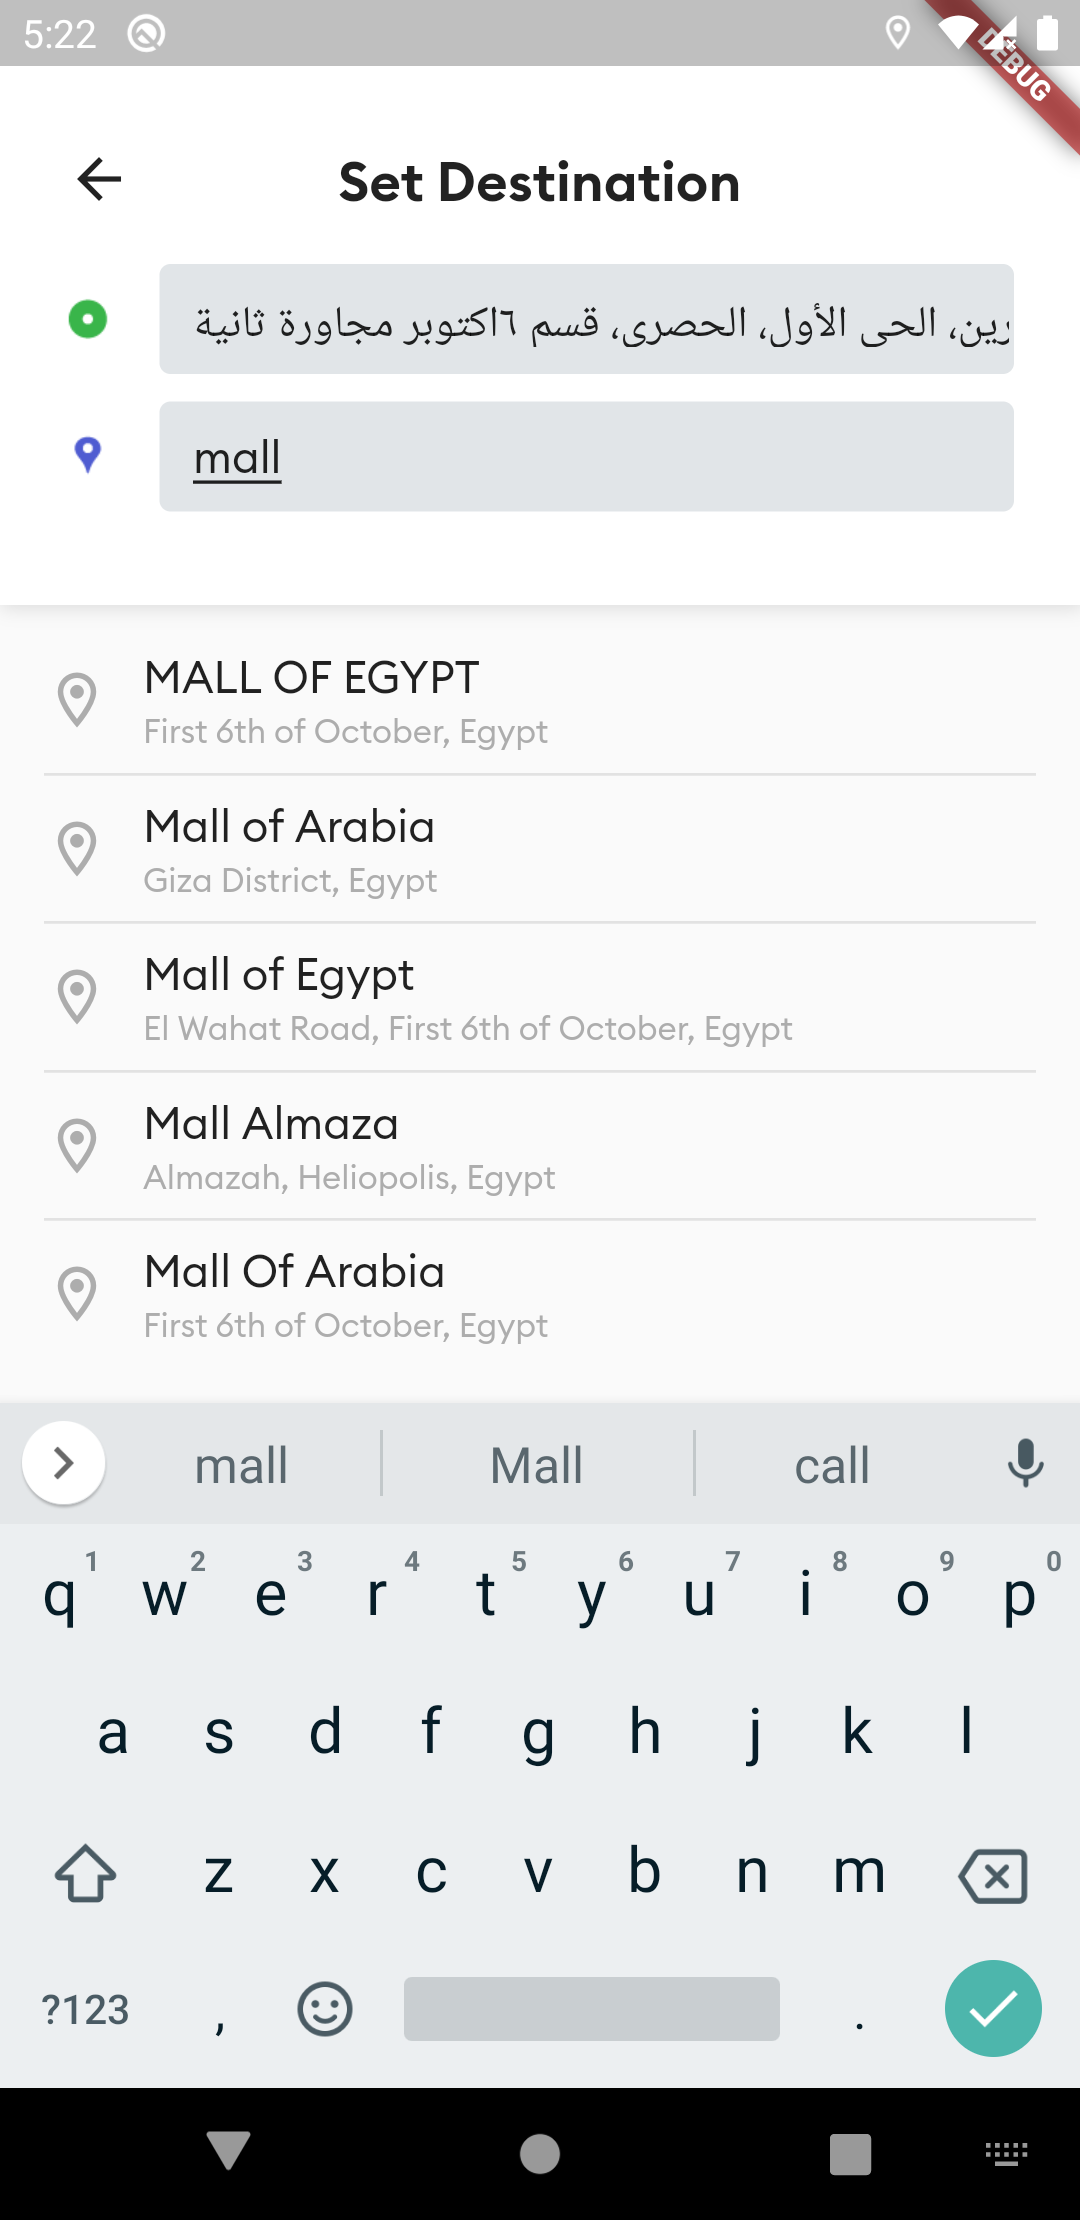 5:22
DEBUG
Set Destination
رين، الحى الأول، الحصرى، قسم ٦اكتوبر مجاورة ثانية
mall
MALL OF EGYPT
First 6th of October, Egypt
Mall of Arabia
Giza District, Egypt
Mall of Egypt
El Wahat Road, First 6th of October, Egypt
Mall Almaza
Almazah, Heliopolis, Egypt
Mall Of Arabia
First 6th of October, Egypt
mall Mall call
1 2 3 4 5 6 7 8 9 0
q w e r t y u i o p
a s d f g h j k l
z x c v b n m
?123 , .